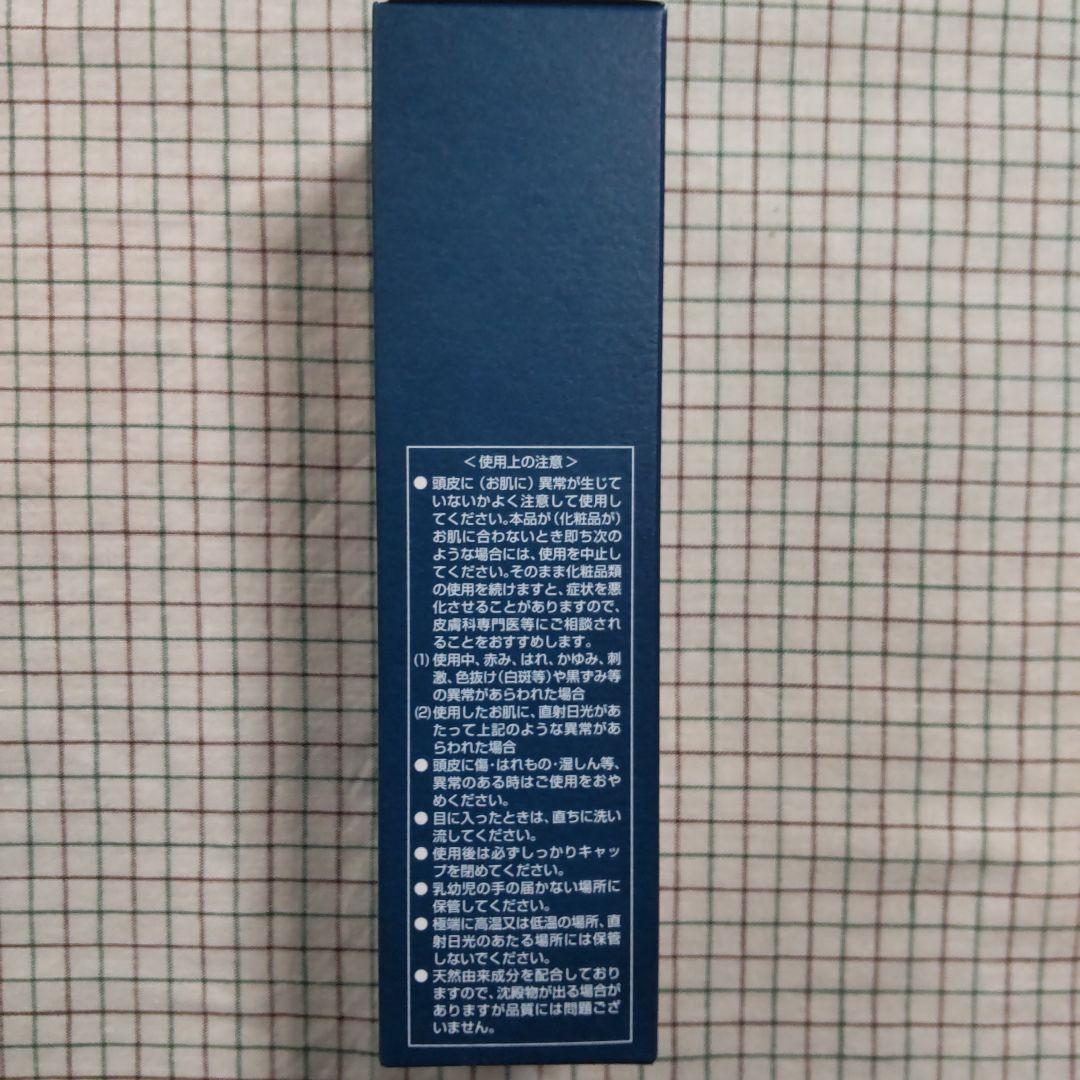 ＜使用上の注意＞
●頭皮に（お肌に）異常が生じて
いないかよく注意して使用し
てください。本品が（化粧品が）
お肌に合わないとき即ち次の
ような場合には、使用を中止し
てください。そのまま化粧品類
の使用を続けますと、症状を悪
化させることがありますので、
皮膚科専門医等にご相談され
ることをおすすめします。
(1)使用中、赤み、はれ、かゆみ、刺
激、色抜け（白斑等）や黒ずみ等
の異常があらわれた場合
(2)使用したお肌に、直射日光があ
たって上記のような異常があ
らわれた場合
●頭皮に傷・はれもの・湿しん等、
異常のある時はご使用をおや
めください。
●目に入ったときは、直ちに洗い
流してください。
●使用後は必ずしっかりキャッ
プを閉めてください。
●乳幼児の手の届かない場所に
保管してください。
●極端に高温又は低温の場所、直
射日光のあたる場所には保管
しないでください。
●天然由来成分を配合しており
ますので、沈殿物が出る場合が
ありますが品質には問題ござ
いません。